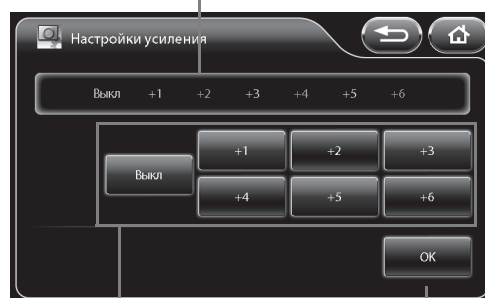 Настройки усиления
Выкл +1 +2 +3 +4 +5 +6
Выкл +1 +2 +3
+4 +5 +6
OK